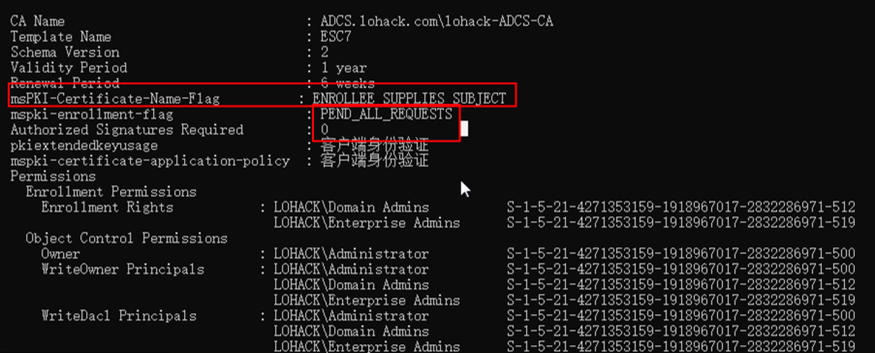 CA Name : ADCS.lohack.com\lohack-ADCS-CA
Template Name : ESC7
Schema Version : 2
Validity Period : 1 year
Renewal Period : 6 weeks
msPKI-Certificate-Name-Flag : ENROLLEE_SUPPLIES_SUBJECT
mspki-enrollment-flag : PEND_ALL_REQUESTS
Authorized Signatures Required : 0
pkiextendedkeyusage : 客户端身份验证
mspki-certificate-application-policy : 客户端身份验证
Permissions
Enrollment Permissions
Enrollment Rights : LOHACK\Domain Admins S-1-5-21-4271353159-1918967017-2832286971-512
LOHACK\Enterprise Admins S-1-5-21-4271353159-1918967017-2832286971-519
Object Control Permissions
Owner : LOHACK\Administrator S-1-5-21-4271353159-1918967017-2832286971-500
WriteOwner Principals : LOHACK\Administrator S-1-5-21-4271353159-1918967017-2832286971-500
LOHACK\Domain Admins S-1-5-21-4271353159-1918967017-2832286971-512
LOHACK\Enterprise Admins S-1-5-21-4271353159-1918967017-2832286971-519
WriteDacl Principals : LOHACK\Administrator S-1-5-21-4271353159-1918967017-2832286971-500
LOHACK\Domain Admins S-1-5-21-4271353159-1918967017-2832286971-512
LOHACK\Enterprise Admins S-1-5-21-4271353159-1918967017-2832286971-519